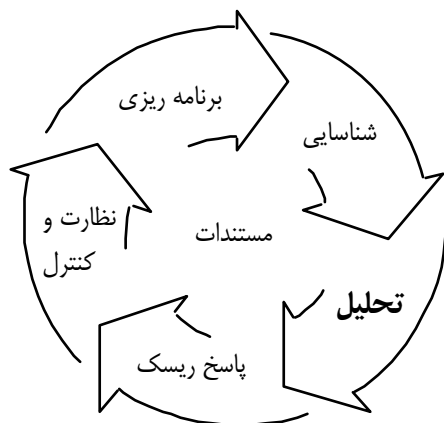 برنامه ریزی
شناسایی
تحلیل
پاسخ ریسک
نظارت و
کنترل
مستندات